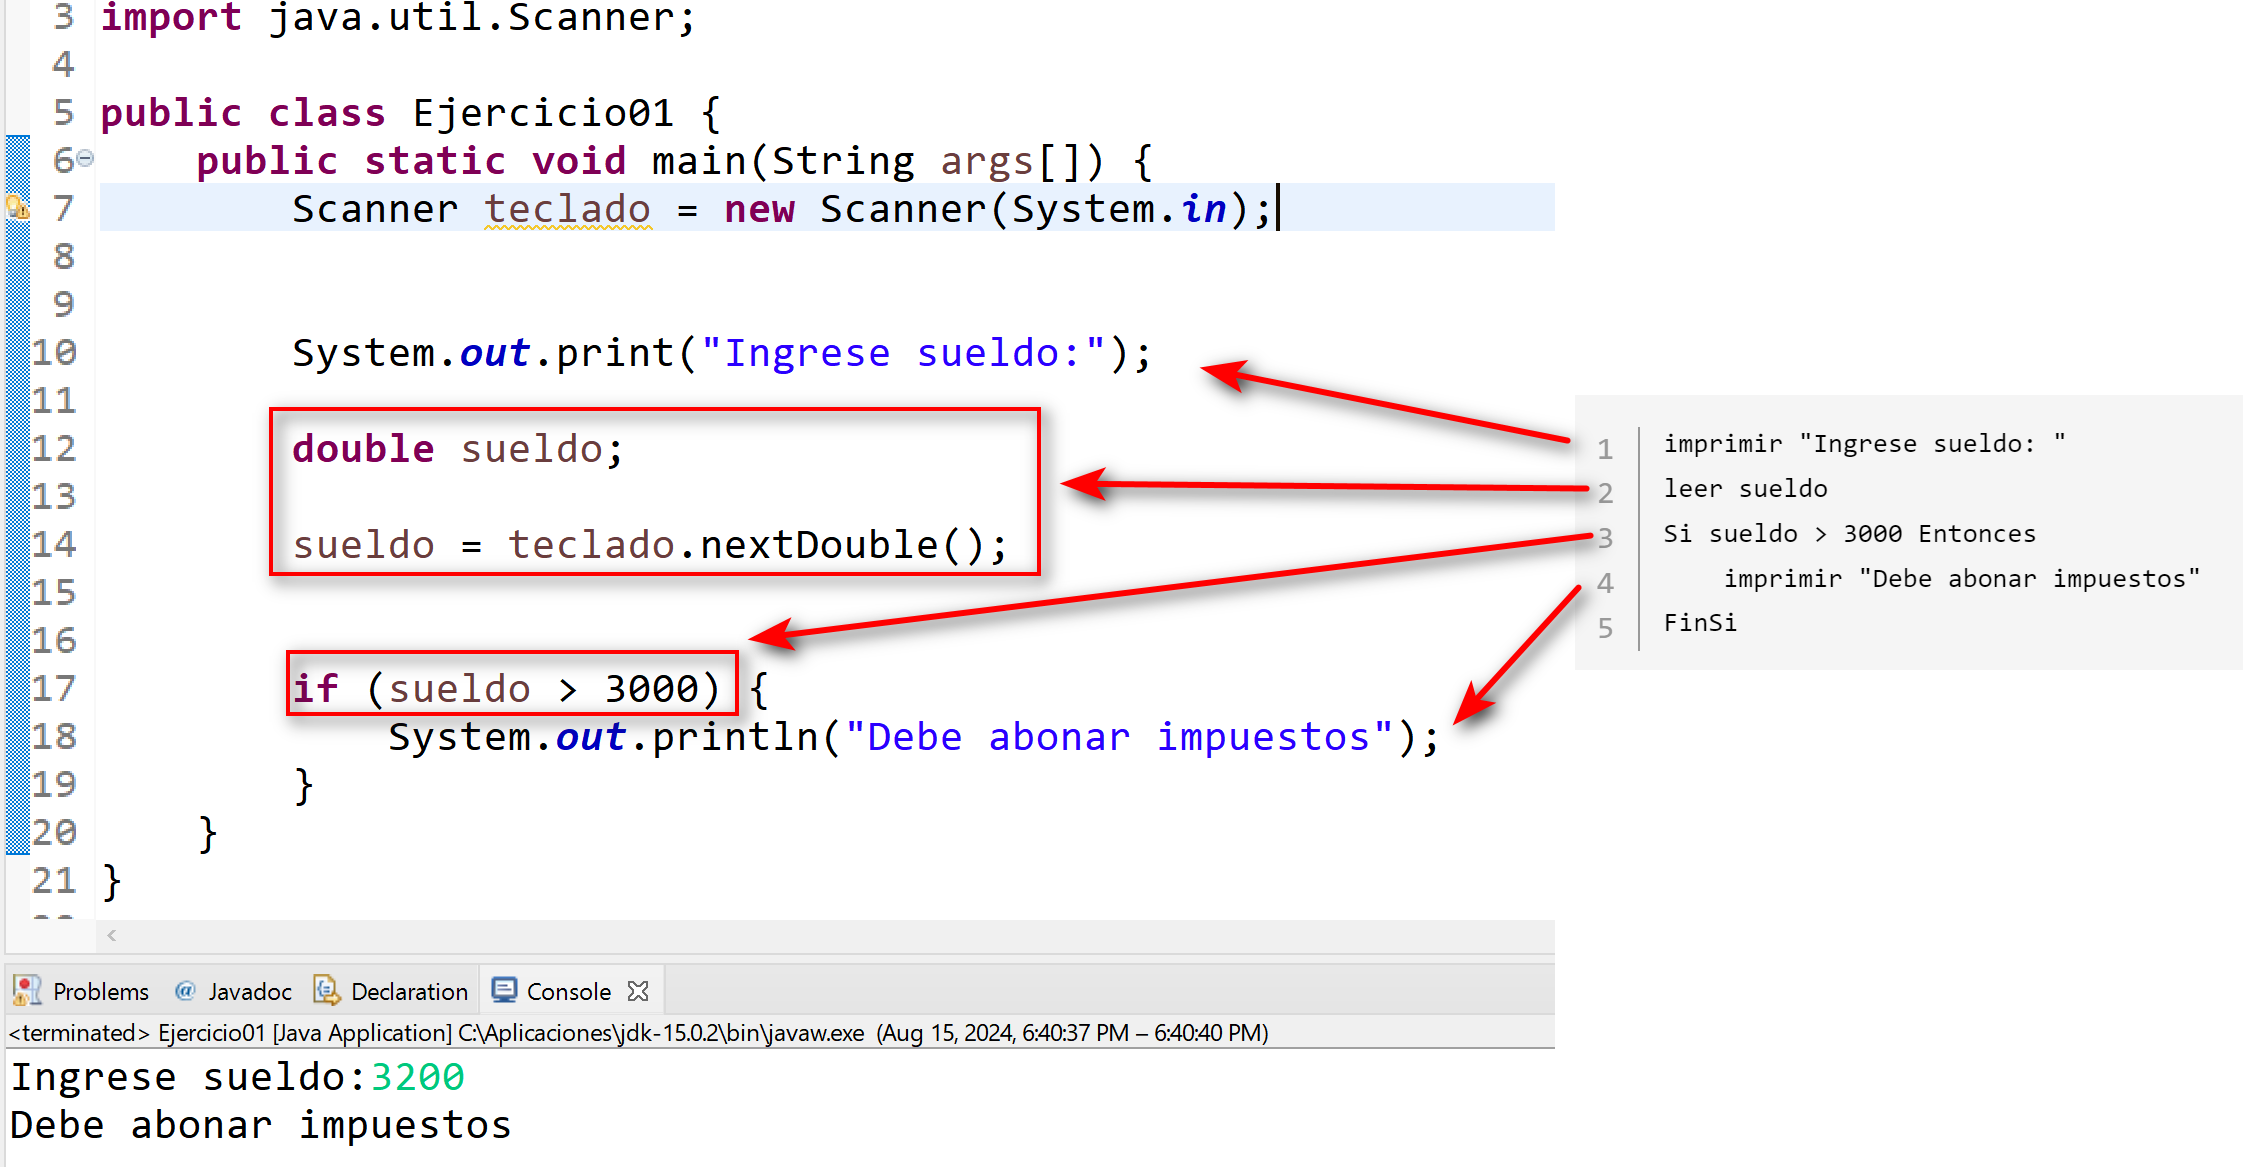 3 import java.util.Scanner;
4
5 public class Ejercicio01 {
6 public static void main(String args[]) {
7 Scanner teclado = new Scanner(System.in);
8
9
10 System.out.print("Ingrese sueldo:");
11
12 double sueldo;
13
14 sueldo = teclado.nextDouble();
15
16
17 if (sueldo > 3000) {
18 System.out.println("Debe abonar impuestos");
19 }
20 }
21 }
1 imprimir "Ingrese sueldo: "
2 leer sueldo
3 Si sueldo > 3000 Entonces
4 imprimir "Debe abonar impuestos"
5 FinSi
Problems @ Javadoc Declaration Console
<terminated> Ejercicio01 [Java Application] C:\Aplicaciones\jdk-15.0.2\bin\javaw.exe (Aug 15, 2024, 6:40:37 PM – 6:40:40 PM)
Ingrese sueldo:3200
Debe abonar impuestos